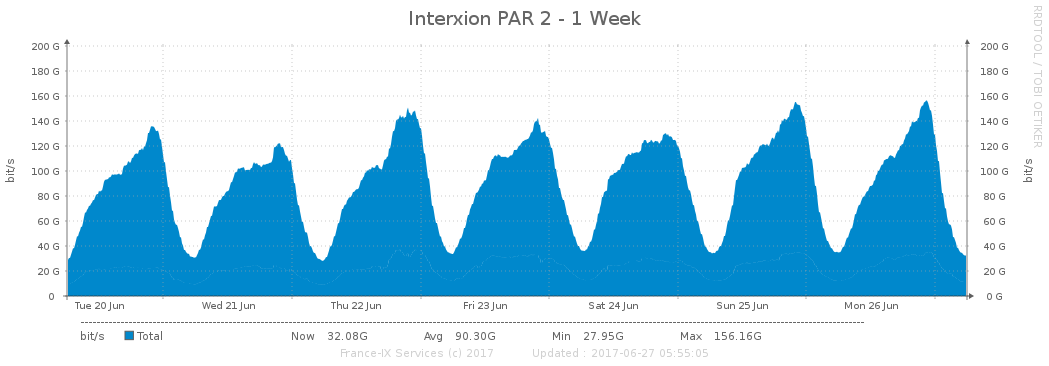 Interxion PAR 2 - 1 Week
RRDTOOL / TOBI OETIKER
200 G 200 G
180 G 180 G
160 G 160 G
140 G 140 G
120 G 120 G
100 G 100 G
80 G 80 G
60 G 60 G
40 G 40 G
20 G 20 G
0 0 G
bit/s
bit/s
Tue 20 Jun Wed 21 Jun Thu 22 Jun Fri 23 Jun Sat 24 Jun Sun 25 Jun Mon 26 Jun
bit/s Total Now 32.08G Avg 90.30G Min 27.95G Max 156.16G
France-IX Services (c) 2017 Updated : 2017-06-27 05:55:05